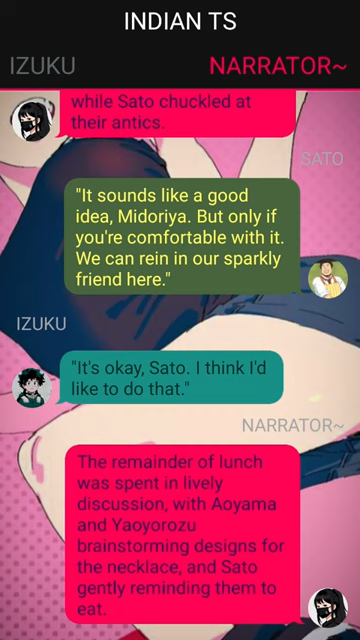 INDIAN TS
IZUKU
NARRATOR~
while Sato chuckled at
their antics.
SATO
"It sounds like a good
idea, Midoriya. But only if
you're comfortable with it.
We can rein in our sparkly
friend here."
IZUKU
"It's okay, Sato. I think I'd
like to do that."
NARRATOR~
The remainder of lunch
was spent in lively
discussion, with Aoyama
and Yaoyorozu
brainstorming designs for
the necklace, and Sato
gently reminding them to
eat.